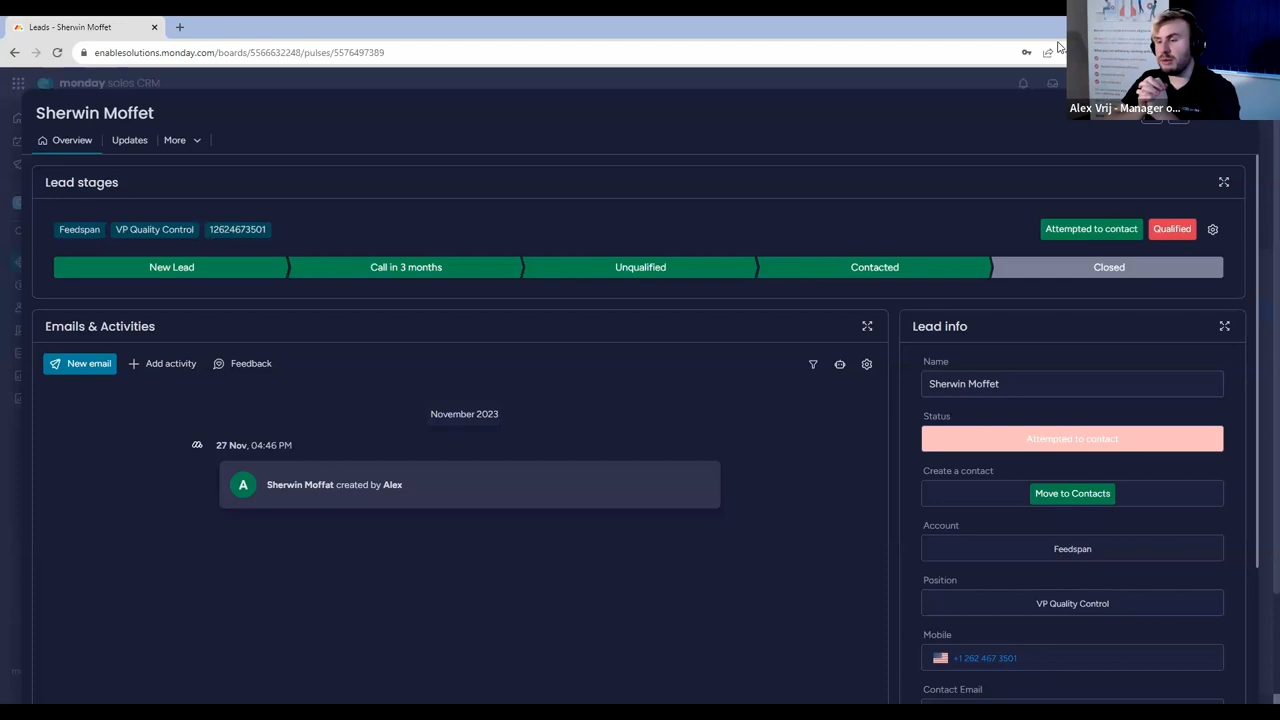 Leads - Sherwin Moffet
enablesolutions.monday.com/boards/5566632248/pulses/5576497389
monday sales CRM
Alex Vrij - Manager o...
Sherwin Moffet
Overview
Updates
More
Lead stages
Feedspan
VP Quality Control
12624673501
Attempted to contact
Qualified
New Lead
Call in 3 months
Unqualified
Contacted
Closed
Emails & Activities
New email
Add activity
Feedback
November 2023
27 Nov, 04:46 PM
A
Sherwin Moffat created by Alex
Lead info
Name
Sherwin Moffet
Status
Attempted to contact
Create a contact
Move to Contacts
Account
Feedspan
Position
VP Quality Control
Mobile
+1 262 467 3501
Contact Email